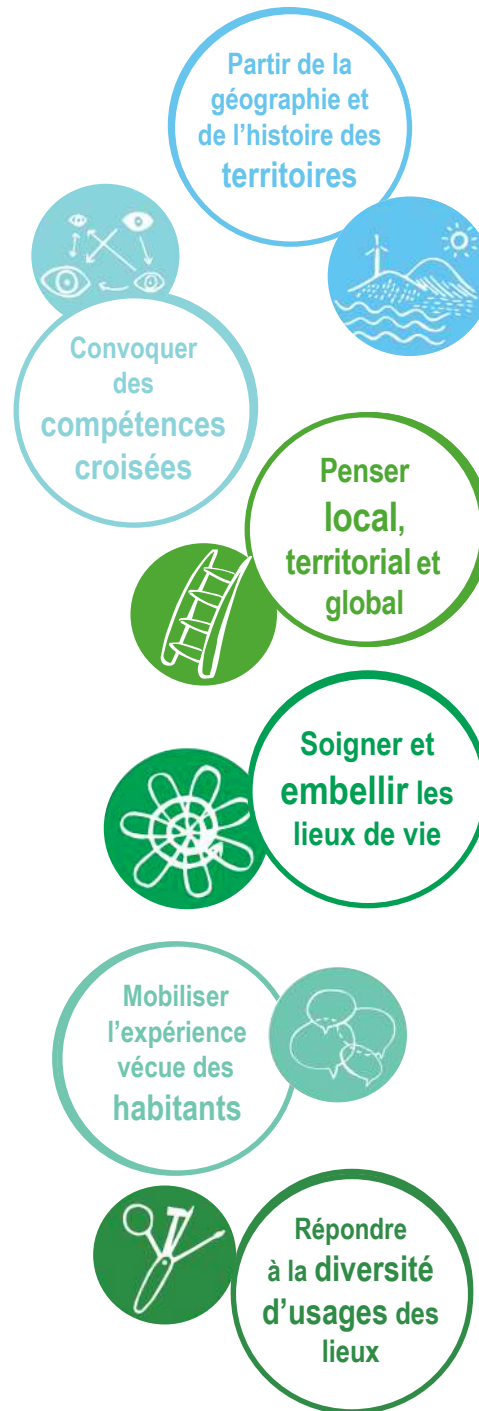 Partir de la
géographie et
de l’histoire des
territoires
Convoquer
des
compétences
croisées
Penser
local,
territorial et
global
Soigner et
embellir les
lieux de vie
Mobiliser
l’expérience
vécue des
habitants
Répondre
à la diversité
d’usages des
lieux